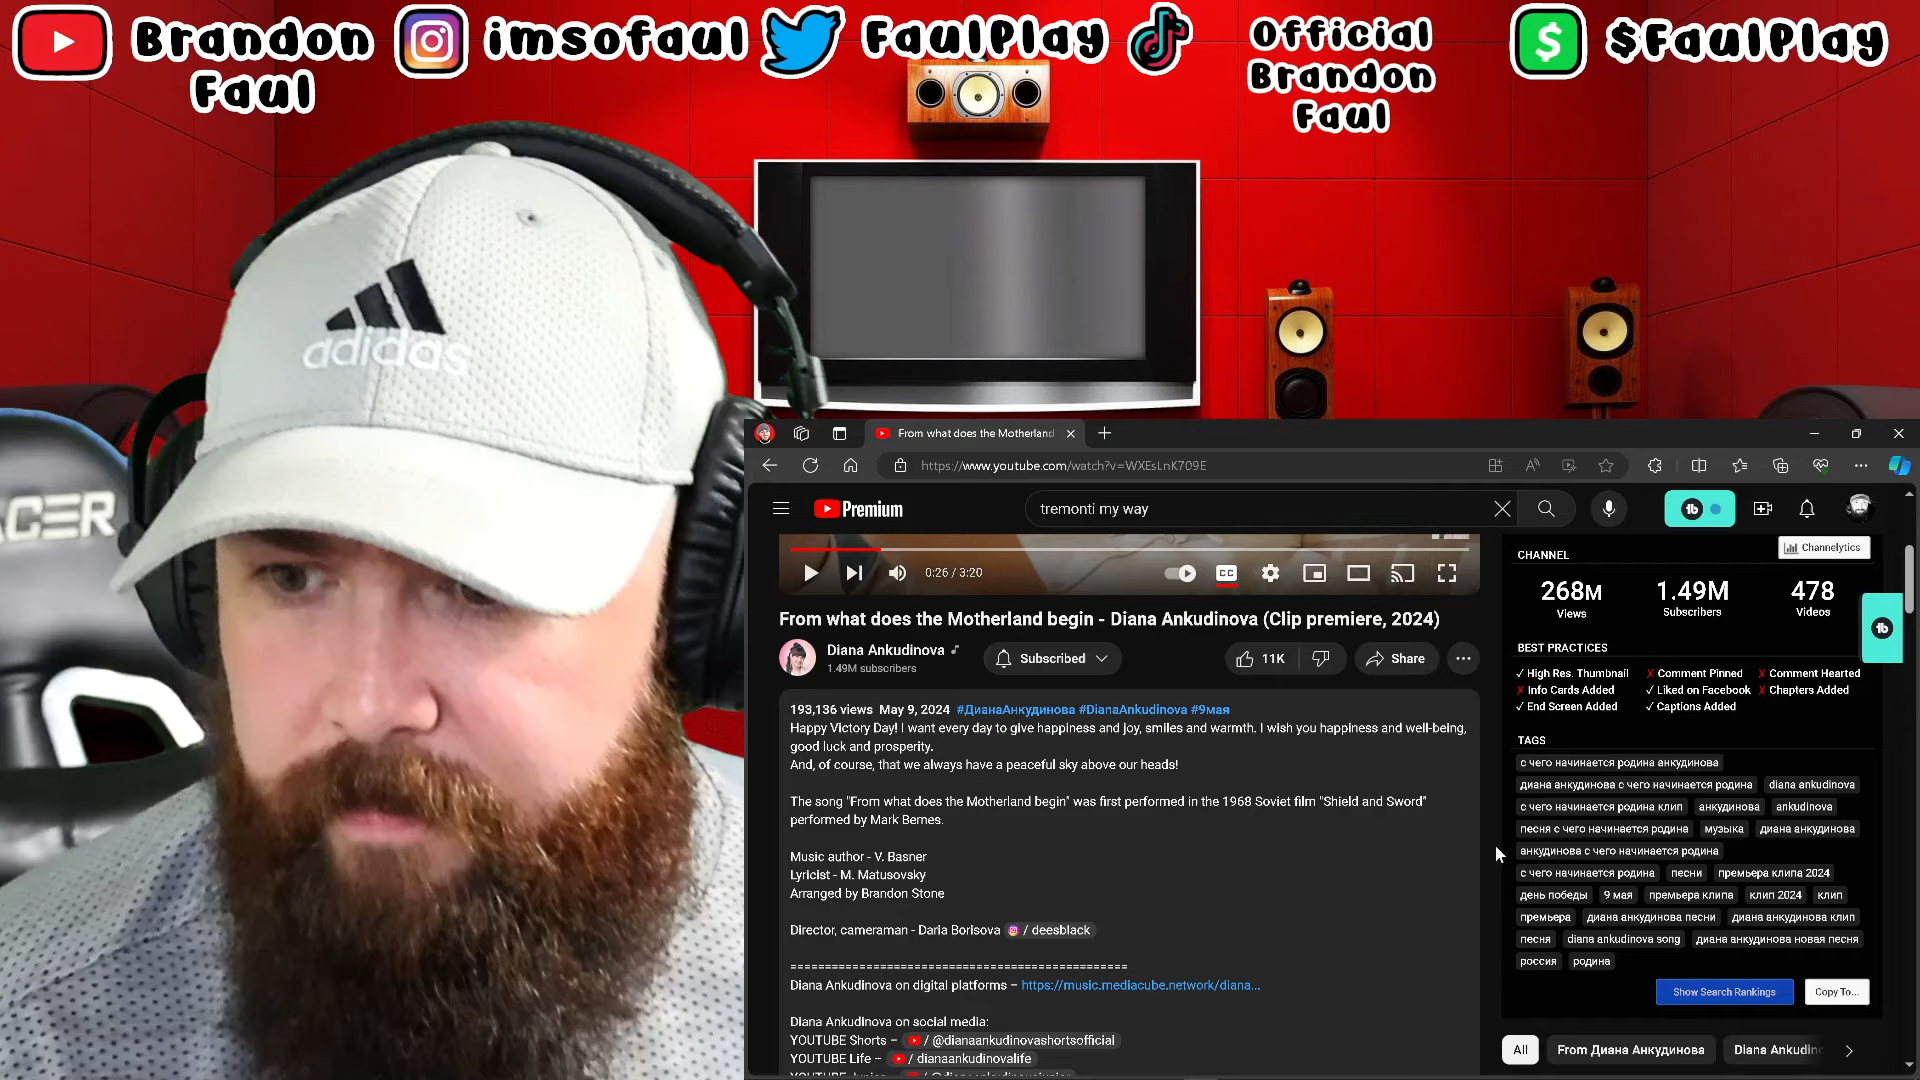 Brandon
Faul
imsofaul
FaulPlay
Official
Brandon
Faul
$ $FaulPlay
adidas
ACER
From what does the Motherland
https://www.youtube.com/watch?v=WXEsLnK709E
Premium
tremonti my way
0:26 / 3:20
CC
From what does the Motherland begin - Diana Ankudinova (Clip premiere, 2024)
Diana Ankudinova
1.49M subscribers
Subscribed
11K
Share
193,136 views May 9, 2024 #ДианаАнкудинова #DianaAnkudinova #9мая
Happy Victory Day! I want every day to give happiness and joy, smiles and warmth. I wish you happiness and well-being,
good luck and prosperity.
And, of course, that we always have a peaceful sky above our heads!
The song "From what does the Motherland begin" was first performed in the 1968 Soviet film "Shield and Sword"
performed by Mark Bernes.
Music author - V. Basner
Lyricist - M. Matusovsky
Arranged by Brandon Stone
Director, cameraman - Daria Borisova / deesblack
================================================
Diana Ankudinova on digital platforms – https://music.mediacube.network/diana...
Diana Ankudinova on social media:
YOUTUBE Shorts – / @dianaankudinovashortsofficial
YOUTUBE Life – / dianaankudinovalife
CHANNEL
Channelytics
268M 1.49M 478
Views Subscribers Videos
BEST PRACTICES
✓ High Res. Thumbnail ✗ Comment Pinned ✗ Comment Hearted
✗ Info Cards Added ✓ Liked on Facebook ✗ Chapters Added
✓ End Screen Added ✓ Captions Added
TAGS
с чего начинается родина анкудинова
диана анкудинова с чего начинается родина diana ankudinova
с чего начинается родина клип анкудинова ankudinova
песня с чего начинается родина музыка диана анкудинова
анкудинова с чего начинается родина
с чего начинается родина песни премьера клипа 2024
день победы 9 мая премьера клипа клип 2024 клип
премьера диана анкудинова песни диана анкудинова клип
песня diana ankudinova song диана анкудинова новая песня
россия родина
Show Search Rankings Copy To...
All From Диана Анкудинова Diana Ankudin